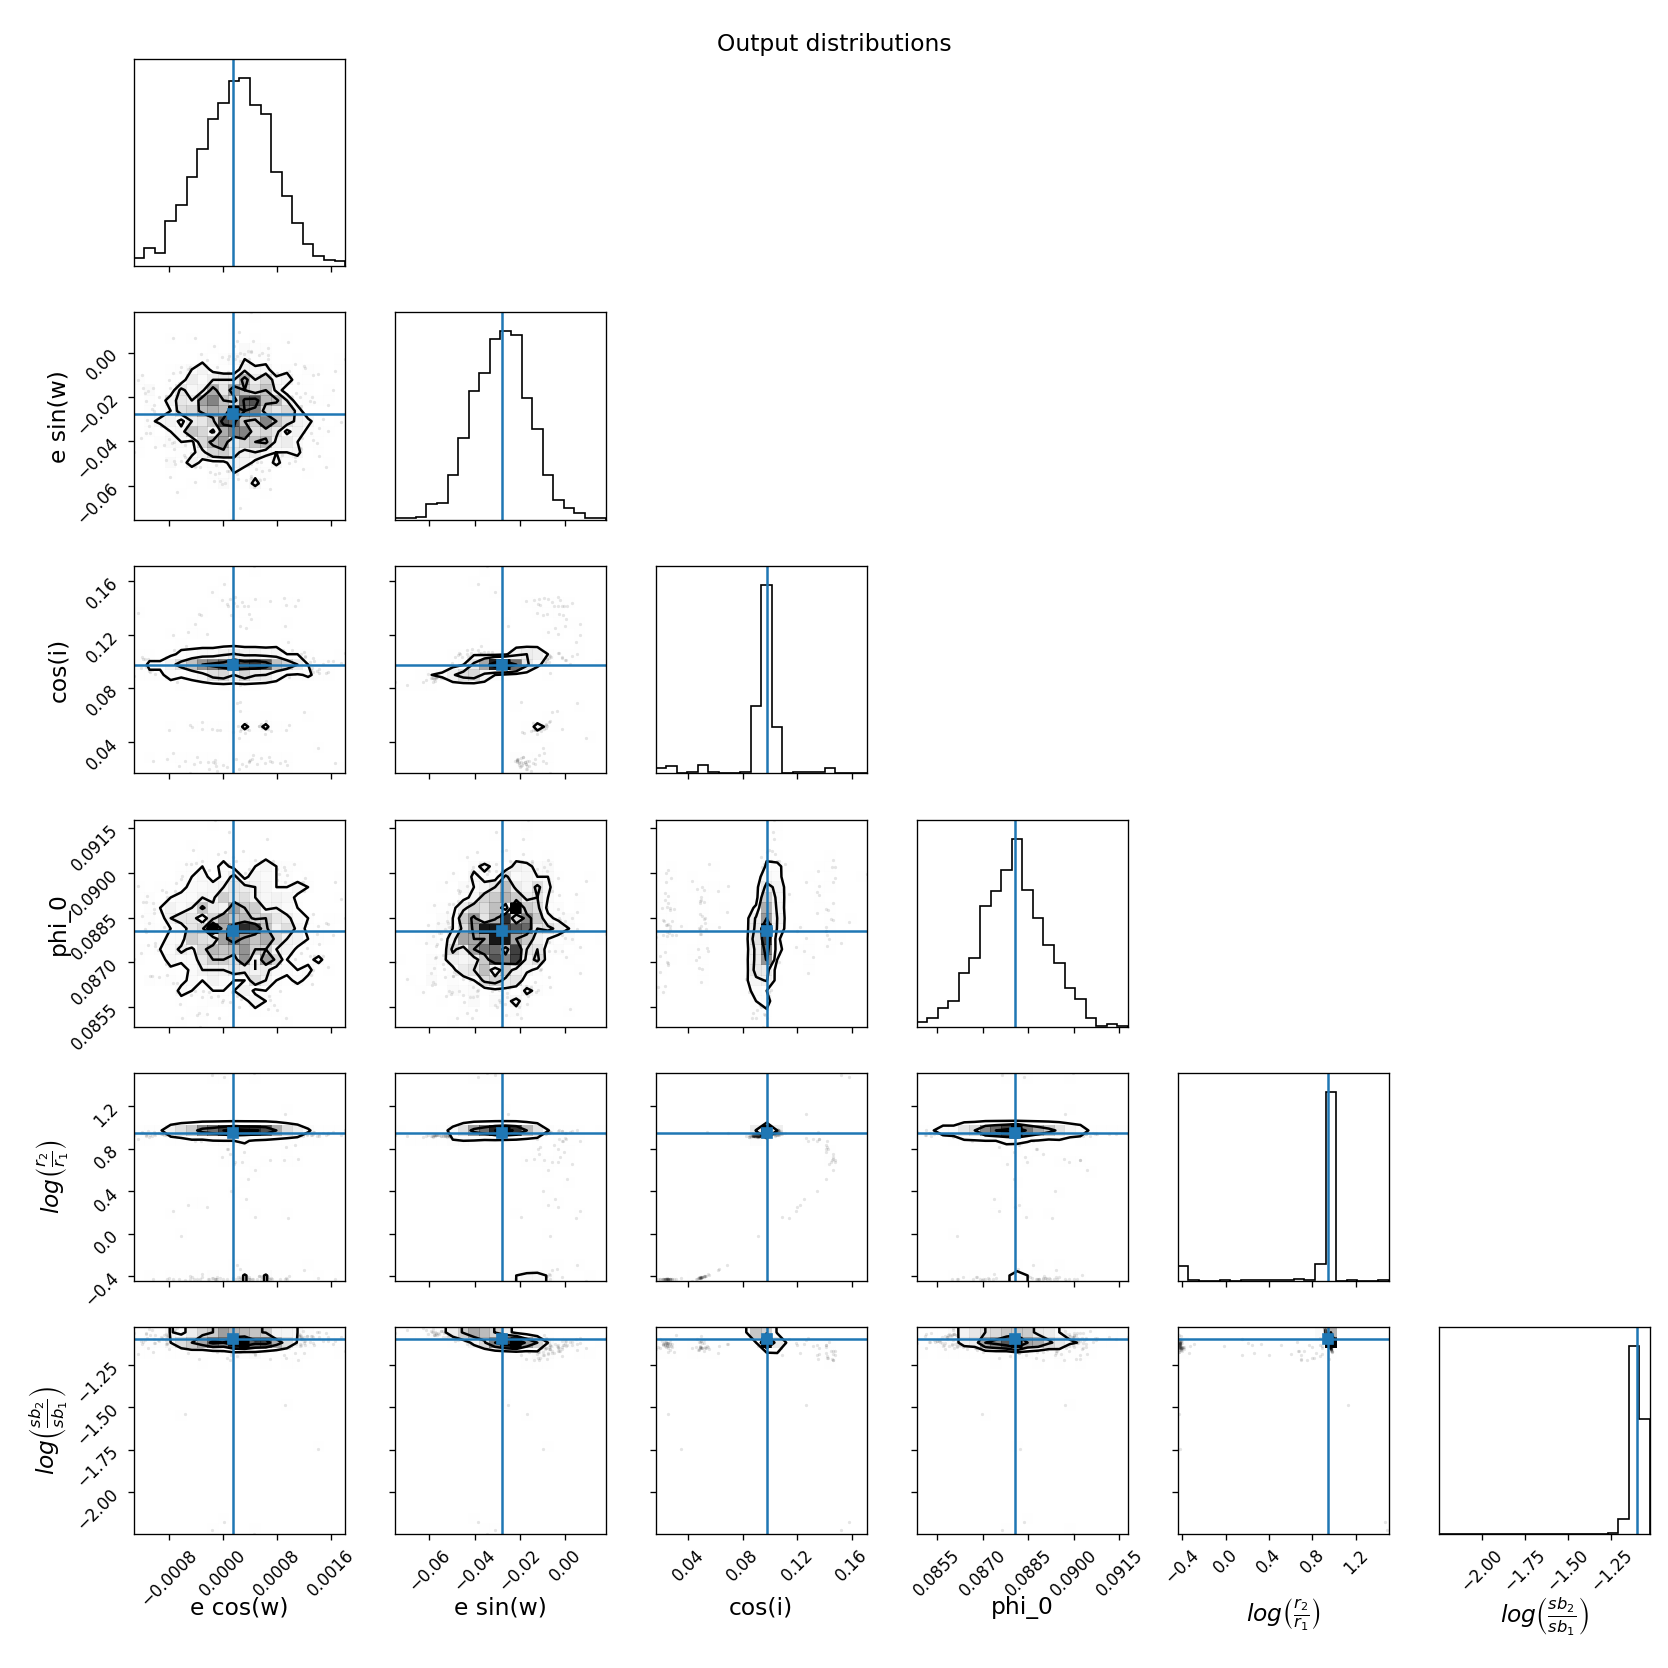 Output distributions
e sin(w)
0.00
−0.02
−0.04
−0.06
cos(i)
0.16
0.12
0.08
0.04
phi_0
0.0915
0.0900
0.0885
0.0870
0.0855
log(r2/r1)
1.2
0.8
0.4
0.0
−0.4
log(sb2/sb1)
−1.25
−1.50
−1.75
−2.00
−0.0008 0.0000 0.0008 0.0016
−0.06 −0.04 −0.02 0.00
0.04 0.08 0.12 0.16
0.0855 0.0870 0.0885 0.0900 0.0915
−0.4 0.0 0.4 0.8 1.2
−2.00 −1.75 −1.50 −1.25
e cos(w) e sin(w) cos(i) phi_0 log(r2/r1) log(sb2/sb1)